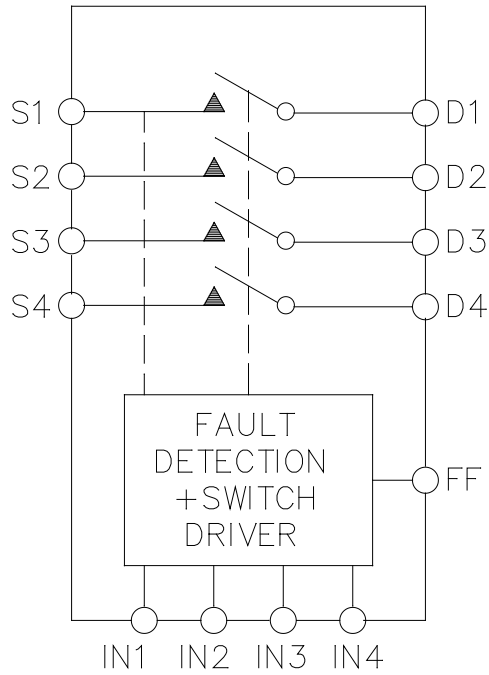 S1
D1
S2
D2
S3
D3
S4
D4
FAULT
DETECTION
+SWITCH
DRIVER
FF
IN1
IN2
IN3
IN4